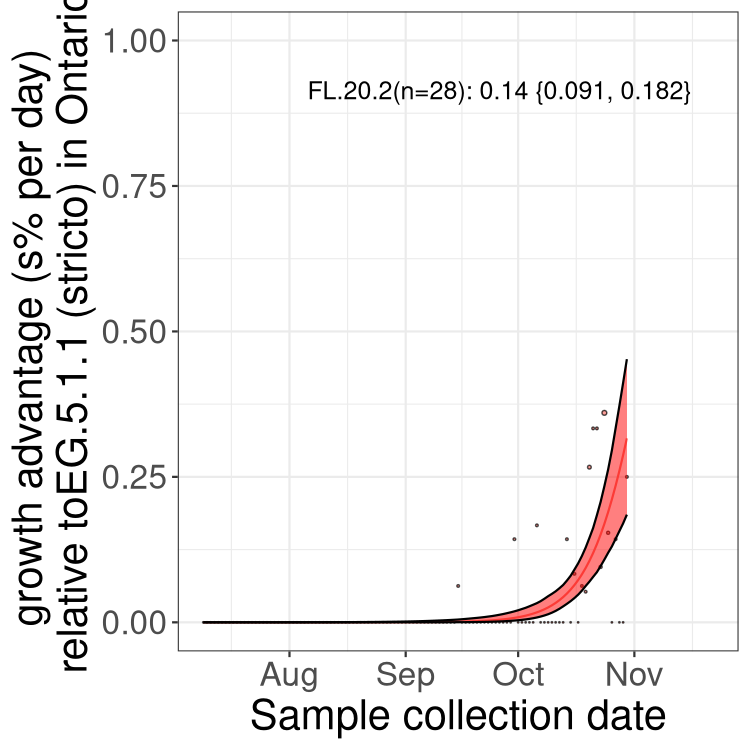 growth advantage (s% per day)
relative toEG.5.1.1 (stricto) in Ontario
1.00
0.75
0.50
0.25
0.00
FL.20.2(n=28): 0.14 {0.091, 0.182}
Aug Sep Oct Nov
Sample collection date